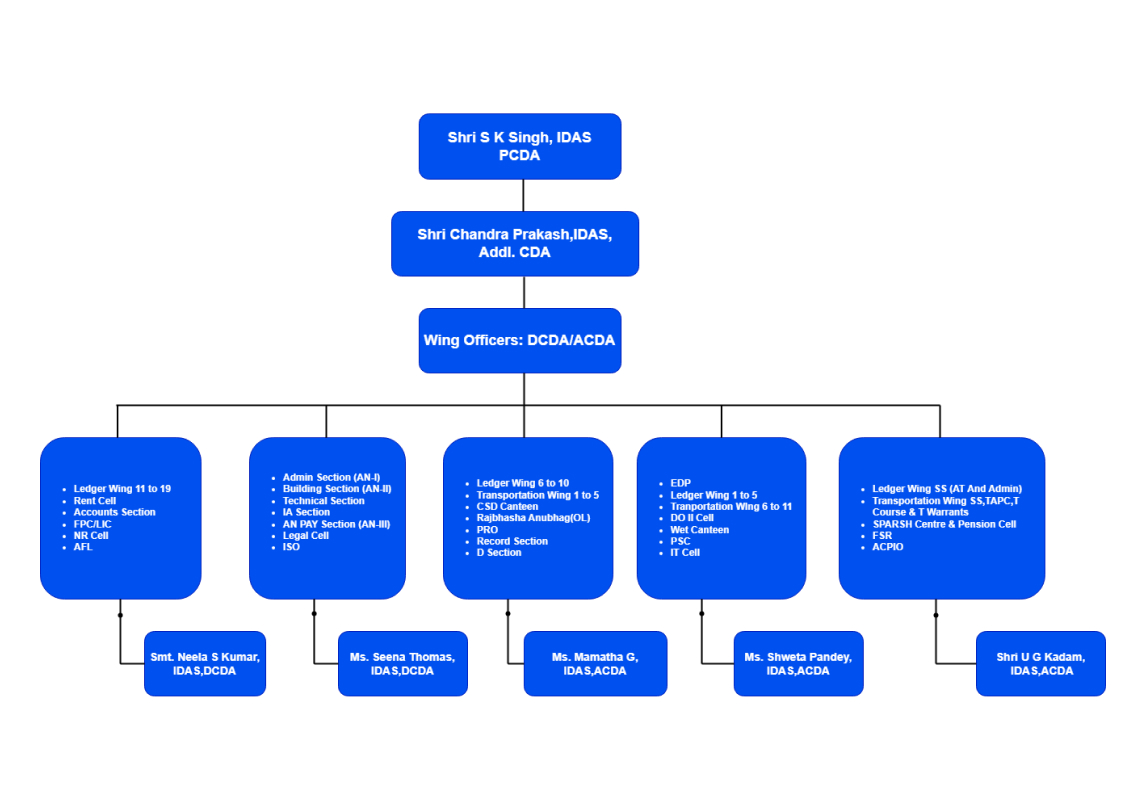 Shri S K Singh, IDAS
PCDA
Shri Chandra Prakash,IDAS,
Addl. CDA
Wing Officers: DCDA/ACDA
Ledger Wing 11 to 19
Rent Cell
Accounts Section
FPC/LIC
NR Cell
AFL
Admin Section (AN-I)
Building Section (AN-II)
Technical Section
IA Section
AN PAY Section (AN-III)
Legal Cell
ISO
Ledger Wing 6 to 10
Transportation Wing 1 to 5
CSD Canteen
Rajbhasha Anubhag(OL)
PRO
Record Section
D Section
EDP
Ledger Wing 1 to 5
Tranportation Wing 6 to 11
DO II Cell
Wet Canteen
PSC
IT Cell
Ledger Wing SS (AT And Admin)
Transportation Wing SS,TAPC,T
Course & T Warrants
SPARSH Centre & Pension Cell
FSR
ACPIO
Smt. Neela S Kumar,
IDAS,DCDA
Ms. Seena Thomas,
IDAS,DCDA
Ms. Mamatha G,
IDAS,ACDA
Ms. Shweta Pandey,
IDAS,ACDA
Shri U G Kadam,
IDAS,ACDA